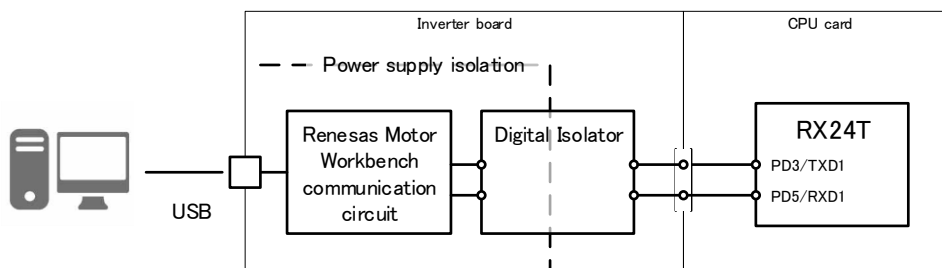 Inverter board
CPU card
Power supply isolation
Renesas Motor
Workbench
communication
circuit
Digital Isolator
RX24T
PD3/TXD1
PD5/RXD1
USB